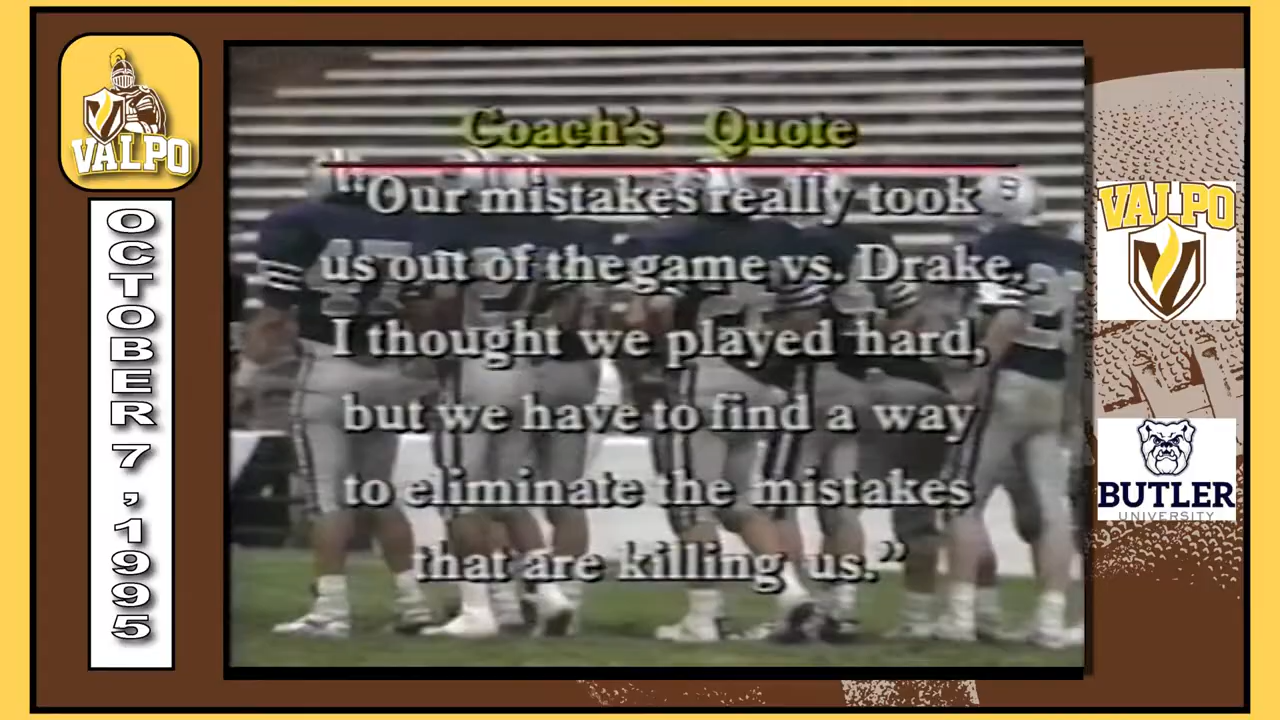 VALPO
OCTOBER 7, 1995
Coach's Quote
"Our mistakes really took
us out of the game vs. Drake,
I thought we played hard,
but we have to find a way
to eliminate the mistakes
that are killing us."
47
VALPO
BUTLER
UNIVERSITY